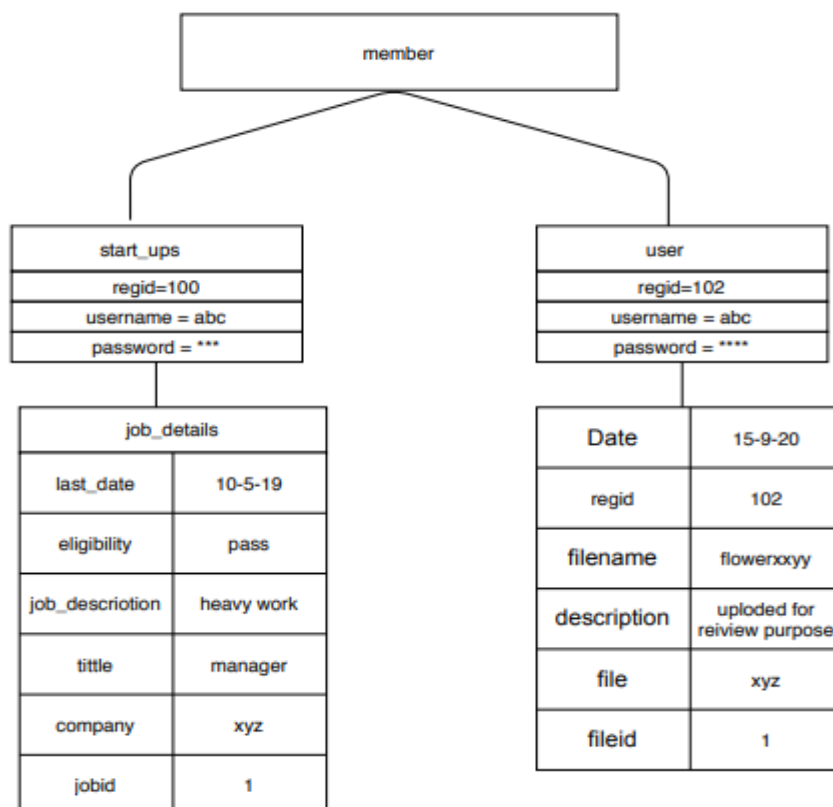 member
start_ups
regid=100
username = abc
password = ***
job_details
last_date 10-5-19
eligibility pass
job_descriotion heavy work
tittle manager
company xyz
jobid 1
user
regid=102
username = abc
password = ****
Date 15-9-20
regid 102
filename flowerxxyy
description uploded for
reiview purpose
file xyz
fileid 1